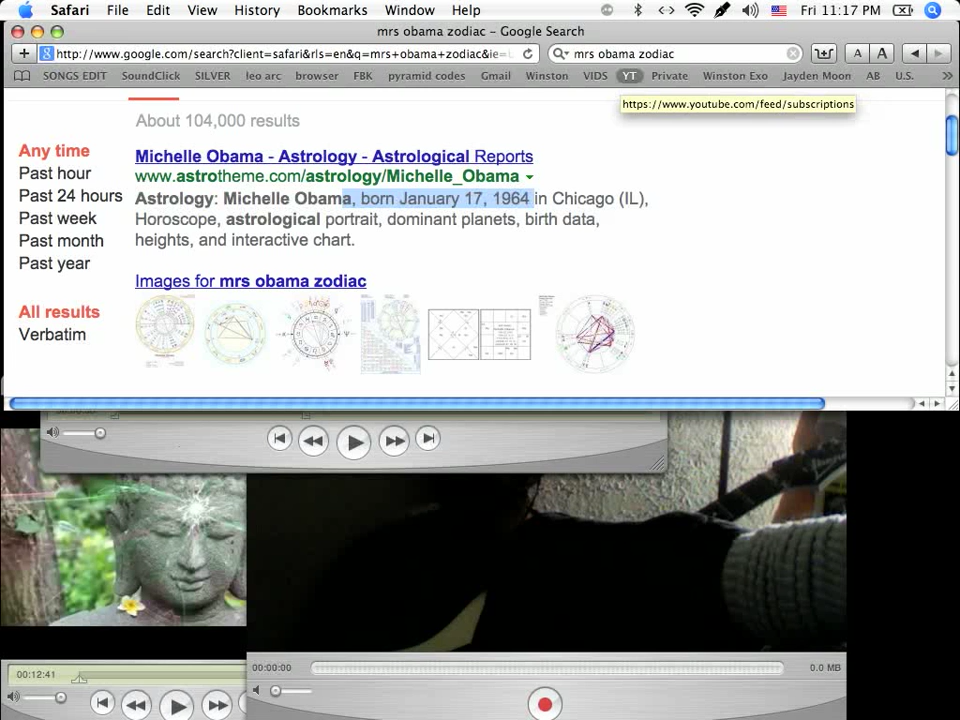 Safari File Edit View History Bookmarks Window Help Fri 11:17 PM
mrs obama zodiac – Google Search
http://www.google.com/search?client=safari&rls=en&q=mrs+obama+zodiac&ie= mrs obama zodiac A A
SONGS EDIT SoundClick SILVER leo arc browser FBK pyramid codes Gmail Winston VIDS YT Private Winston Exo Jayden Moon AB U.S. »
https://www.youtube.com/feed/subscriptions
About 104,000 results
Any time
Past hour
Past 24 hours
Past week
Past month
Past year
All results
Verbatim
Michelle Obama - Astrology - Astrological Reports
www.astrotheme.com/astrology/Michelle_Obama
Astrology: Michelle Obama, born January 17, 1964 in Chicago (IL),
Horoscope, astrological portrait, dominant planets, birth data,
heights, and interactive chart.
Images for mrs obama zodiac
00:00:00 0.0 MB
00:12:41